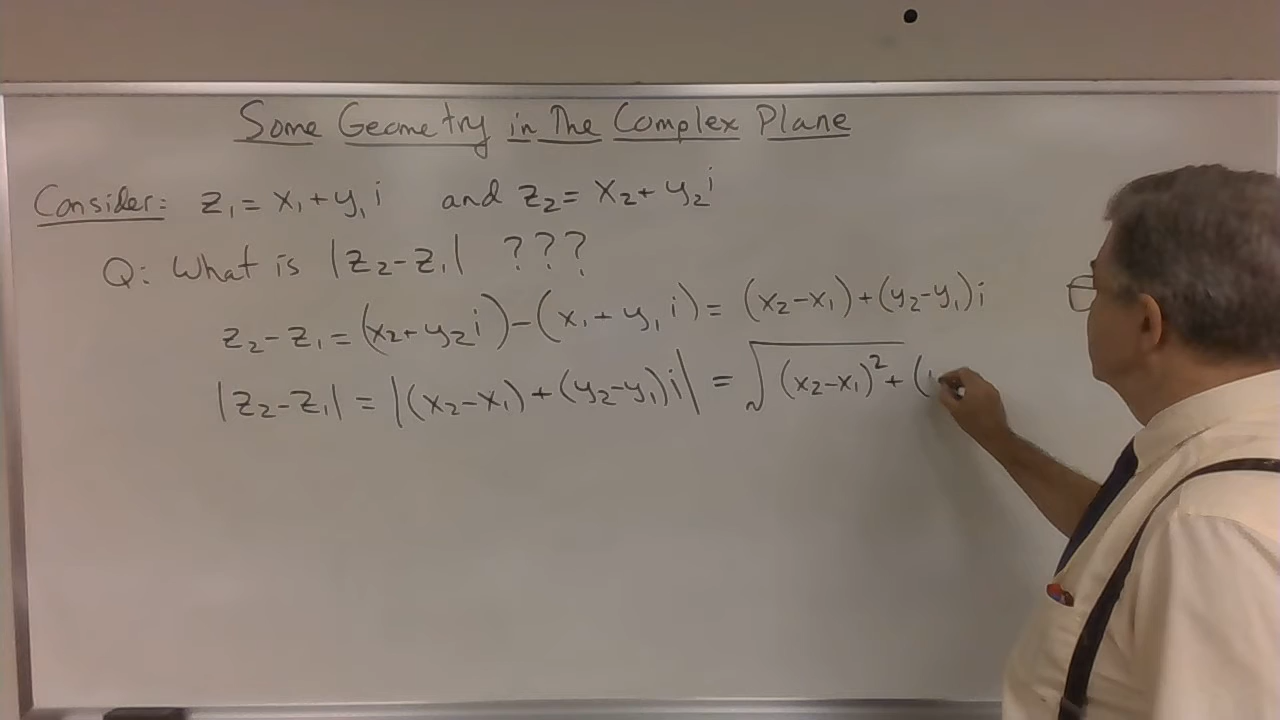 Some Geometry in The Complex Plane
Consider: z₁ = x₁ + y₁ i and z₂ = x₂ + y₂ i
Q: What is |z₂ - z₁| ???
z₂ - z₁ = (x₂ + y₂ i) - (x₁ + y₁ i) = (x₂ - x₁) + (y₂ - y₁) i
|z₂ - z₁| = |(x₂ - x₁) + (y₂ - y₁) i| = √(x₂ - x₁)² + (